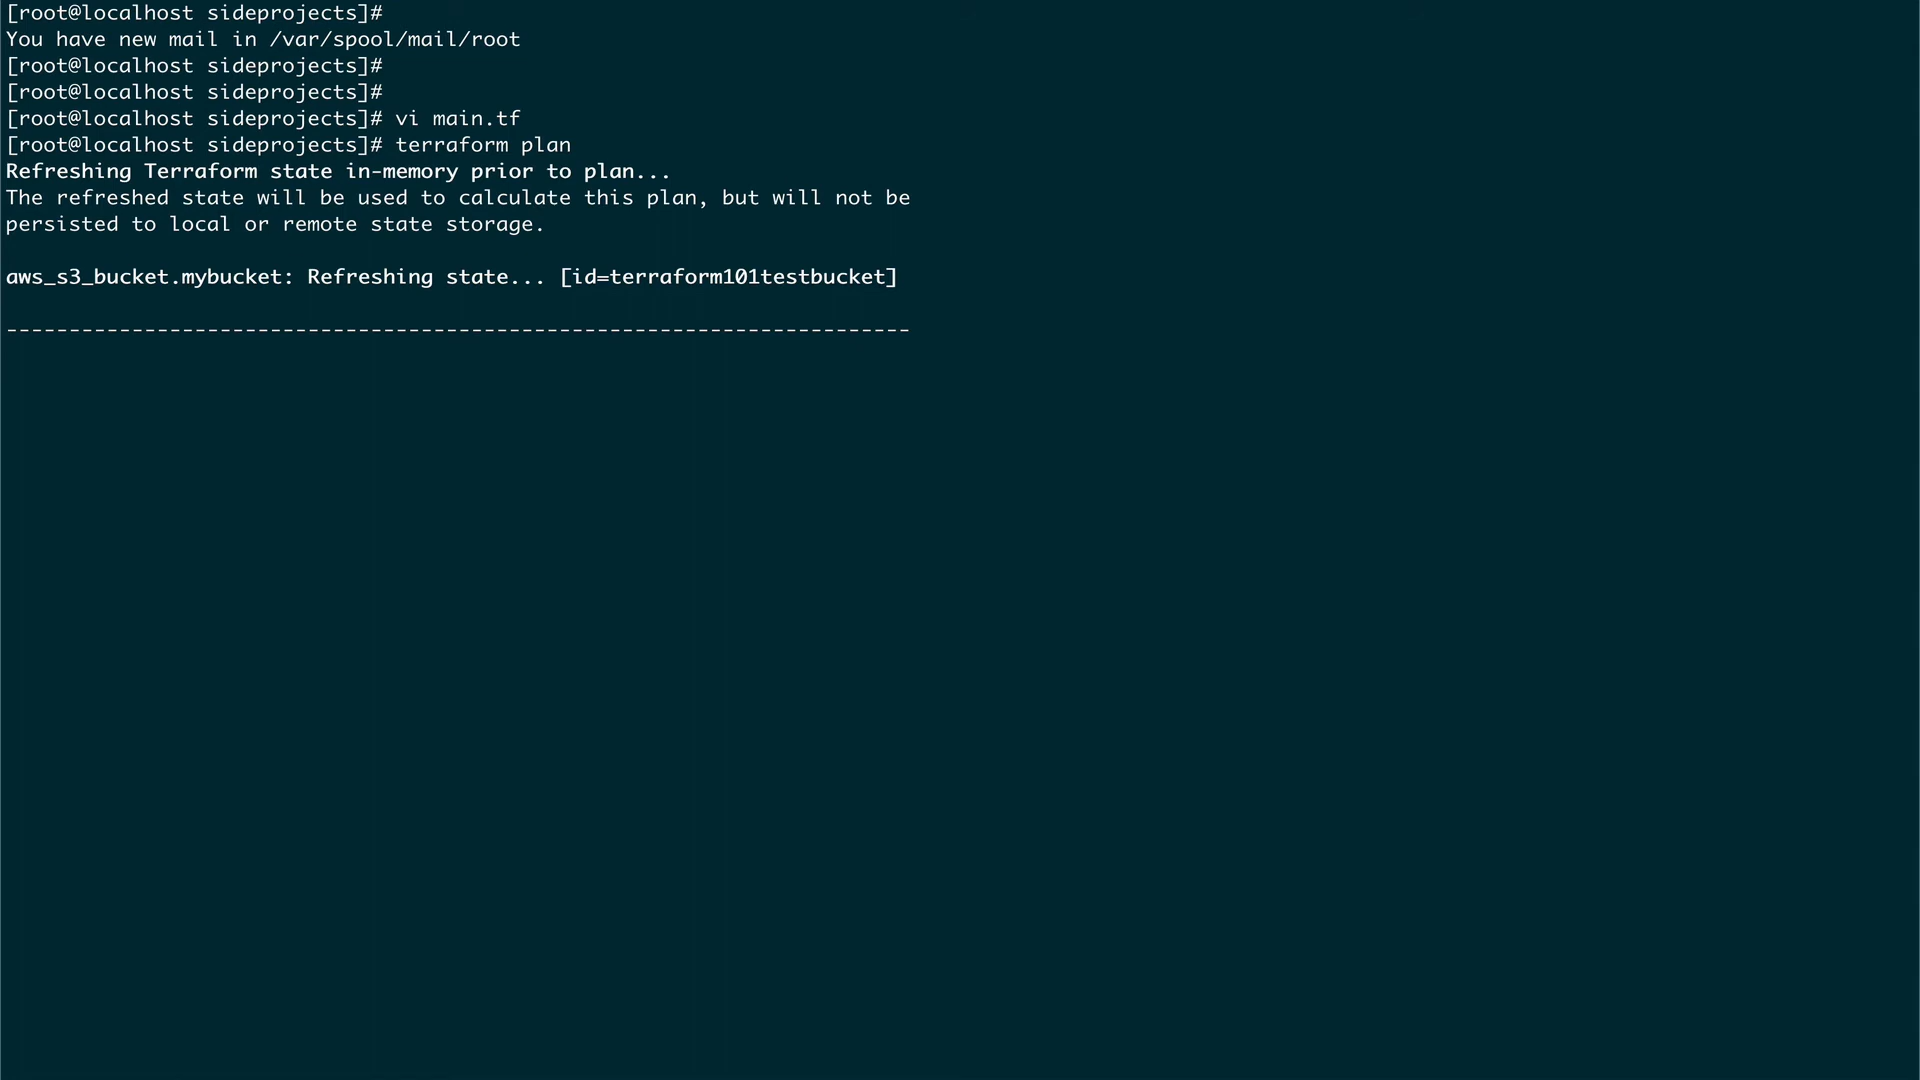 [root@localhost sideprojects]#
You have new mail in /var/spool/mail/root
[root@localhost sideprojects]#
[root@localhost sideprojects]#
[root@localhost sideprojects]# vi main.tf
[root@localhost sideprojects]# terraform plan
Refreshing Terraform state in-memory prior to plan...
The refreshed state will be used to calculate this plan, but will not be
persisted to local or remote state storage.
aws_s3_bucket.mybucket: Refreshing state... [id=terraform101testbucket]
------------------------------------------------------------------------